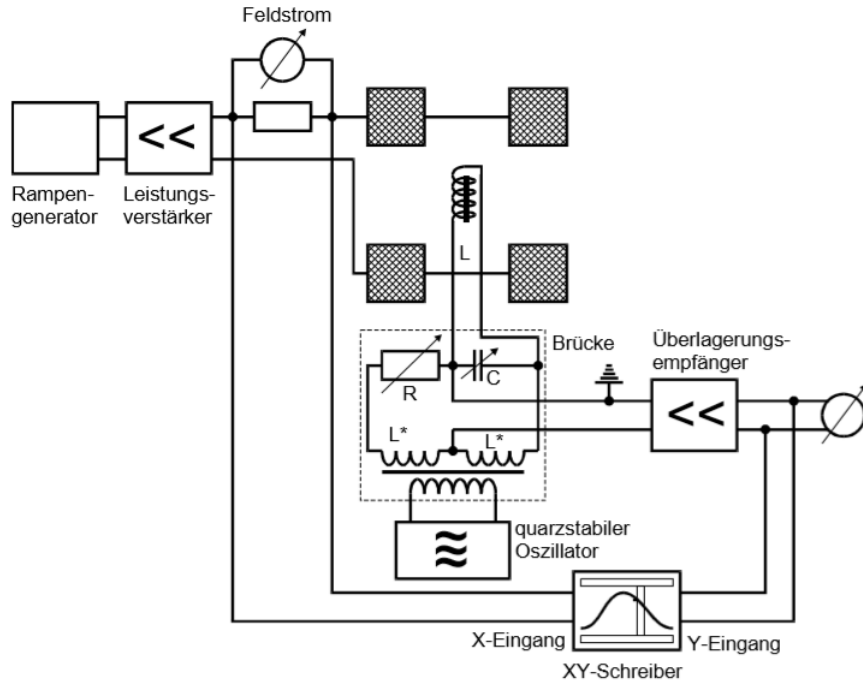 Feldstrom
<<
Rampen-
generator
Leistungs-
verstärker
L
Brücke
Überlagerungs-
empfänger
R
C
<<
L*
L*
quarzstabiler
Oszillator
X-Eingang
Y-Eingang
XY-Schreiber